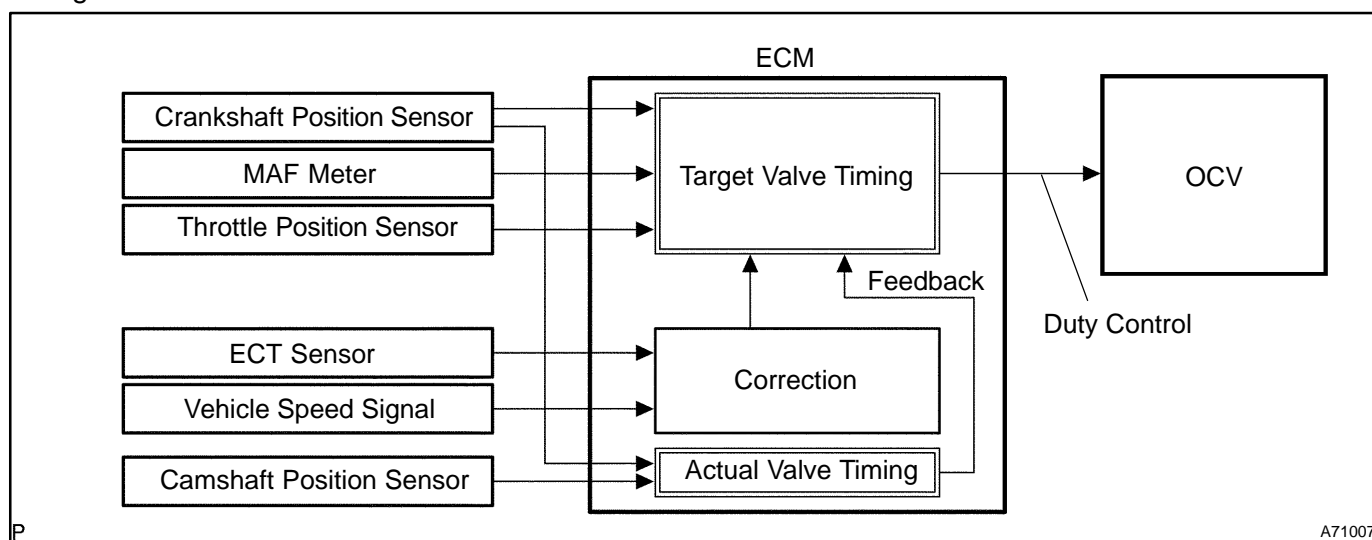 ECM
Crankshaft Position Sensor
MAF Meter
Throttle Position Sensor
Target Valve Timing
OCV
Feedback
Duty Control
ECT Sensor
Vehicle Speed Signal
Correction
Camshaft Position Sensor
Actual Valve Timing
P
A71007